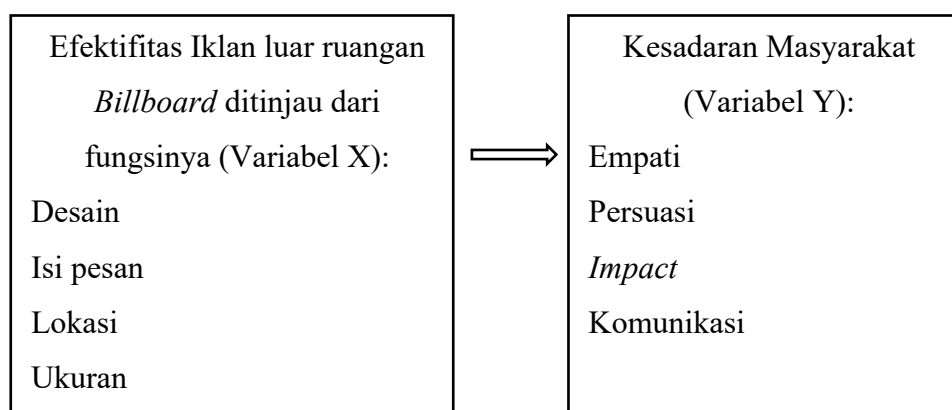 Efektifitas Iklan luar ruangan
Billboard ditinjau dari
fungsinya (Variabel X):
Desain
Isi pesan
Lokasi
Ukuran
Kesadaran Masyarakat
(Variabel Y):
Empati
Persuasi
Impact
Komunikasi